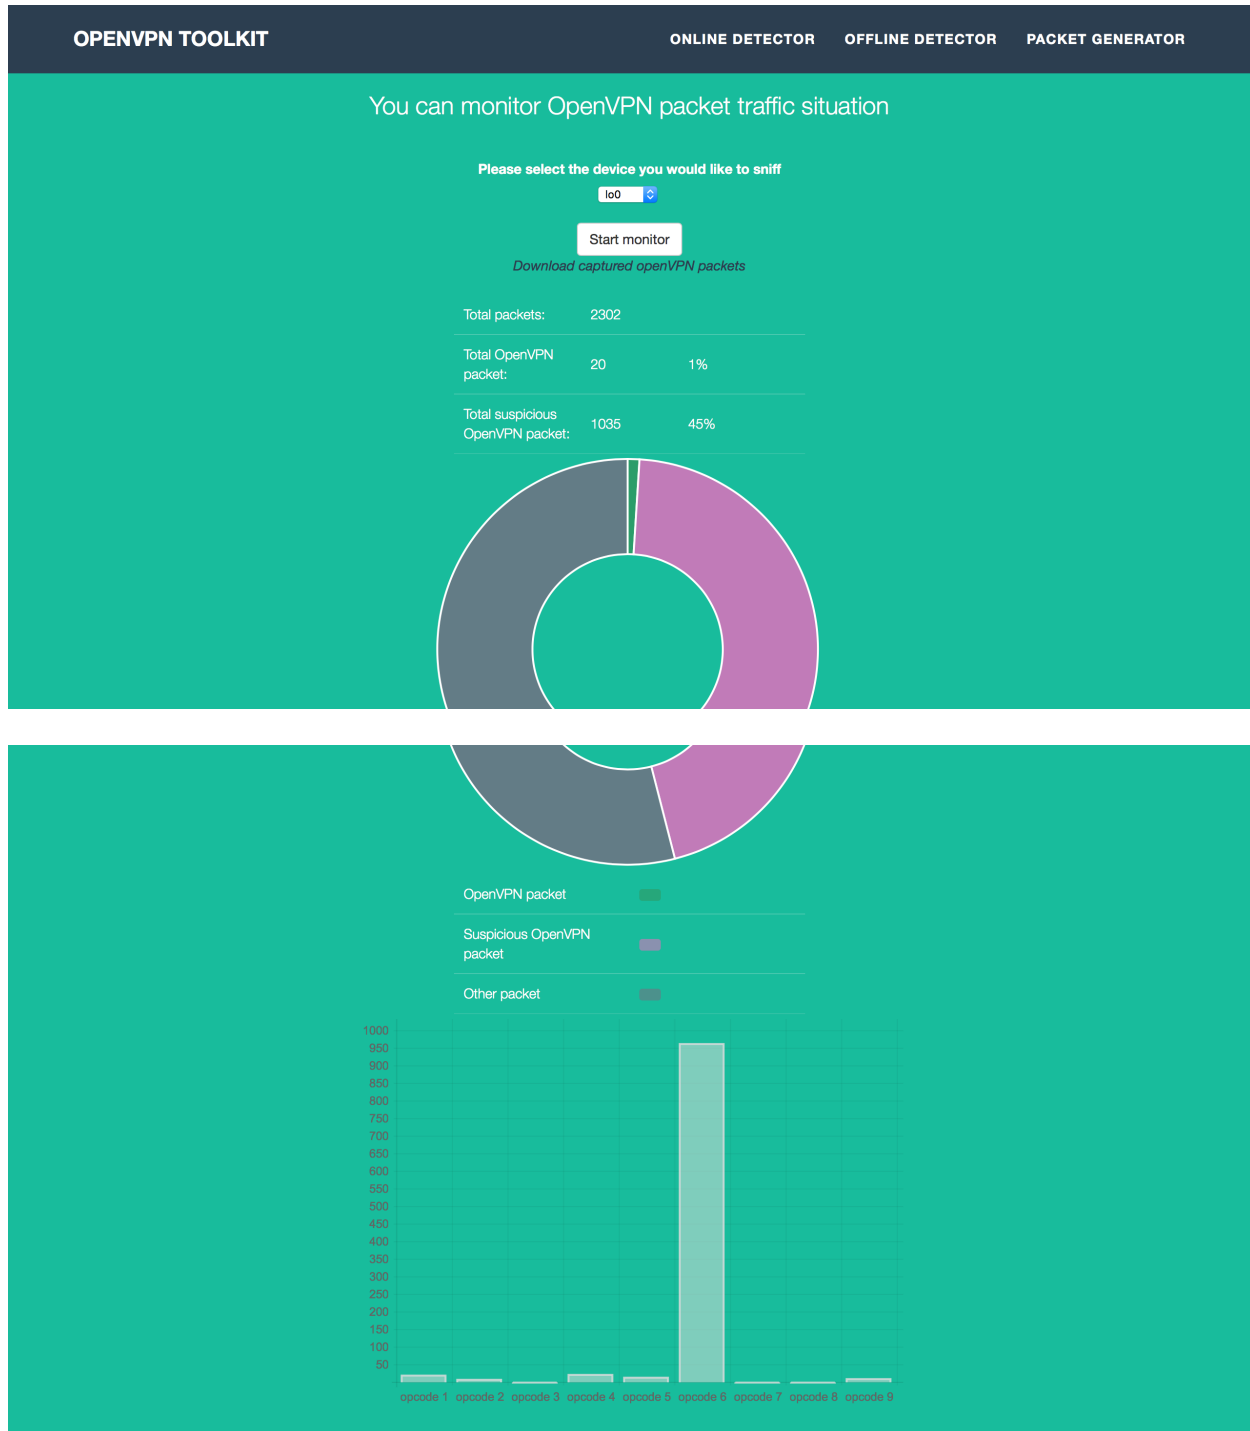 OPENVPN TOOLKIT
ONLINE DETECTOR
OFFLINE DETECTOR
PACKET GENERATOR
You can monitor OpenVPN packet traffic situation
Please select the device you would like to sniff
lo0
Start monitor
Download captured openVPN packets
Total packets: 2302
Total OpenVPN
packet: 20 1%
Total suspicious
OpenVPN packet: 1035 45%
OpenVPN packet
Suspicious OpenVPN
packet
Other packet
1000
950
900
850
800
750
700
650
600
550
500
450
400
350
300
250
200
150
100
50
opcode 1 opcode 2 opcode 3 opcode 4 opcode 5 opcode 6 opcode 7 opcode 8 opcode 9